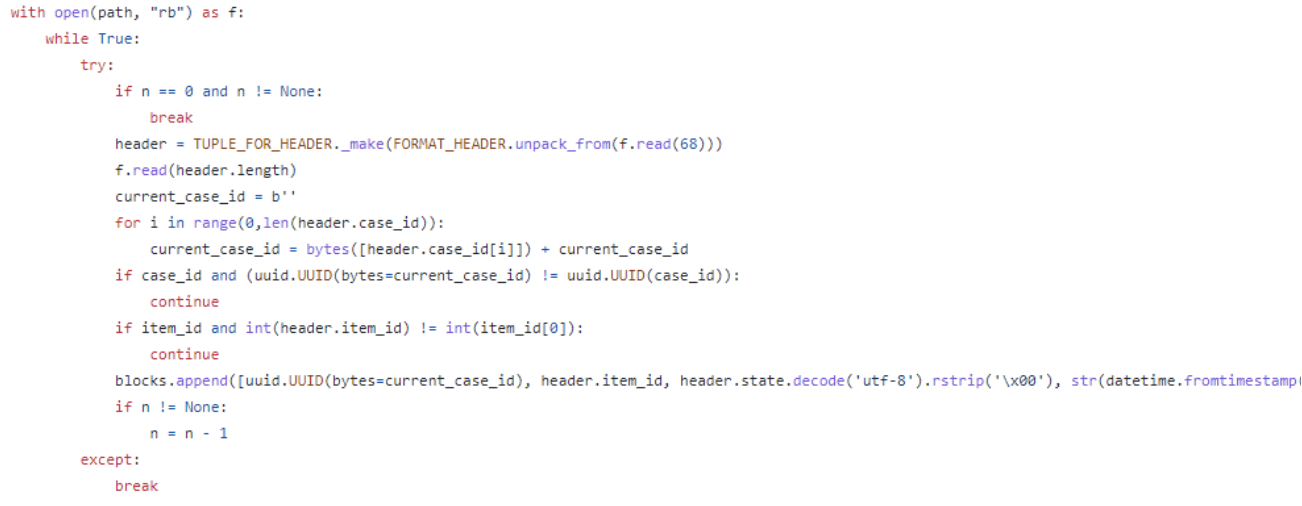 with open(path, "rb") as f:
    while True:
        try:
            if n == 0 and n != None:
                break
            header = TUPLE_FOR_HEADER._make(FORMAT_HEADER.unpack_from(f.read(68)))
            f.read(header.length)
            current_case_id = b''
            for i in range(0,len(header.case_id)):
                current_case_id = bytes([header.case_id[i]]) + current_case_id
            if case_id and (uuid.UUID(bytes=current_case_id) != uuid.UUID(case_id)):
                continue
            if item_id and int(header.item_id) != int(item_id[0]):
                continue
            blocks.append([uuid.UUID(bytes=current_case_id), header.item_id, header.state.decode('utf-8').rstrip('\x00'), str(datetime.fromtimestamp(
            if n != None:
                n = n - 1
        except:
            break